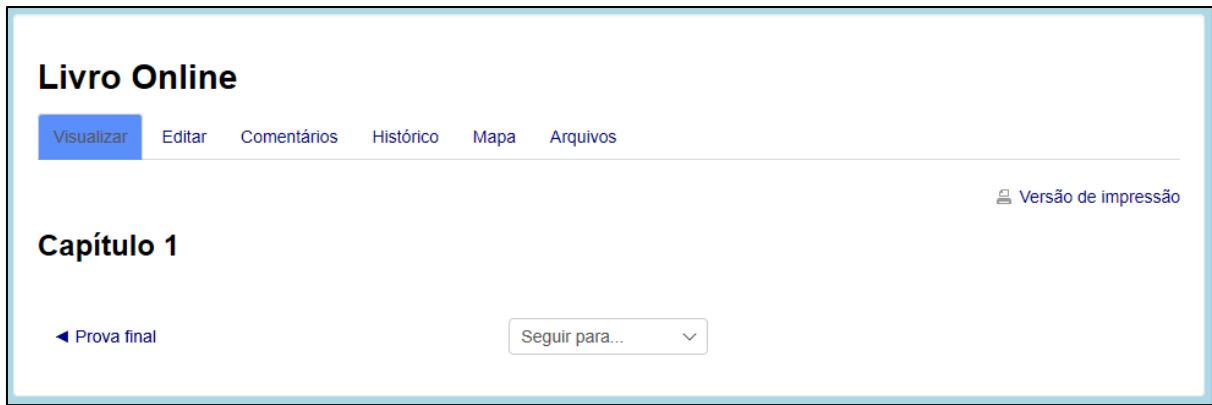 Livro Online
Visualizar Editar Comentários Histórico Mapa Arquivos
Versão de impressão
Capítulo 1
◄ Prova final Seguir para...